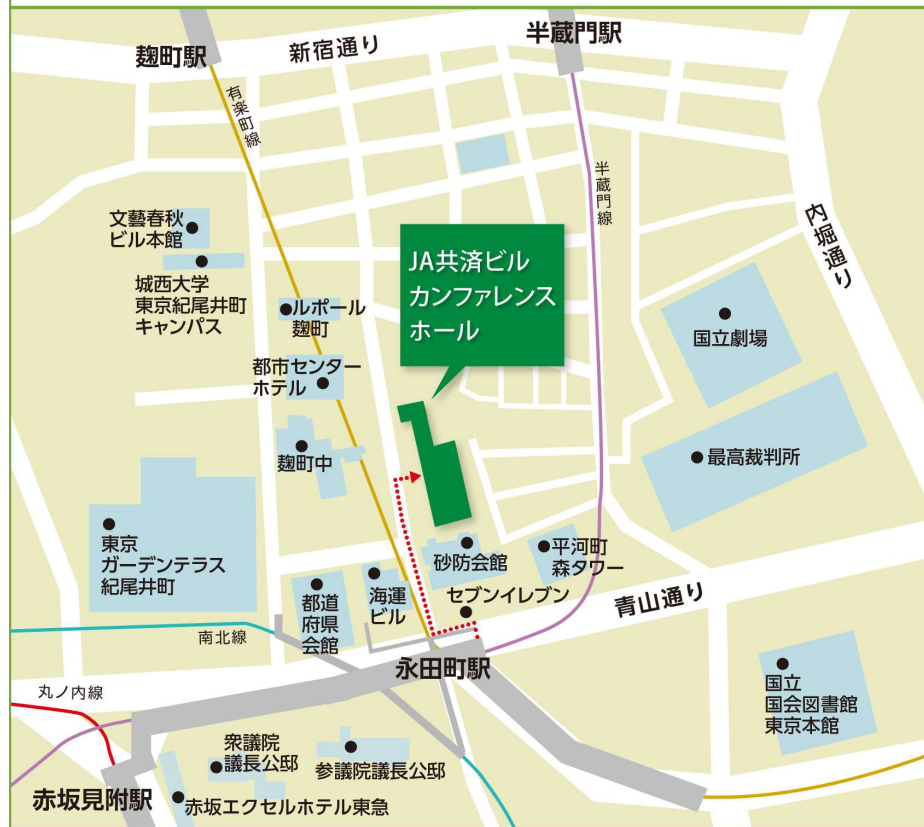 麹町駅
新宿通り
半蔵門駅
有楽町線
半蔵門線
内堀通り
文藝春秋
ビル本館
城西大学
東京紀尾井町
キャンパス
JA共済ビル
カンファレンス
ホール
ルポール
麹町
国立劇場
都市センター
ホテル
麹町中
最高裁判所
東京
ガーデンテラス
紀尾井町
砂防会館
平河町
森タワー
都道
府県
会館
海運
ビル
セブンイレブン
青山通り
南北線
永田町駅
丸ノ内線
国立
国会図書館
東京本館
衆議院
議長公邸
参議院議長公邸
赤坂見附駅
赤坂エクセルホテル東急